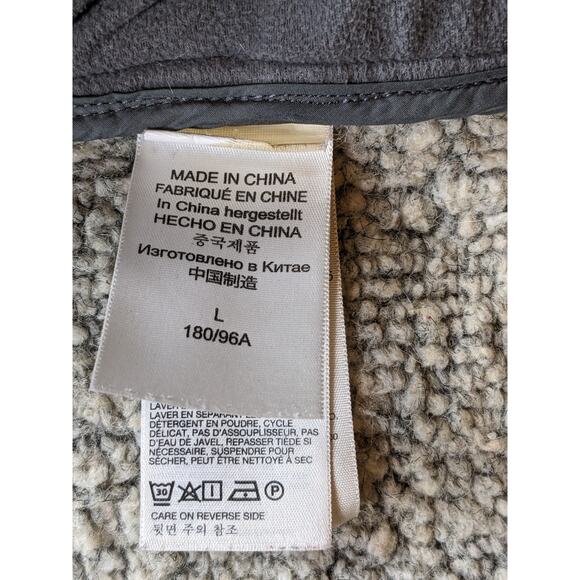 MADE IN CHINA
FABRIQUÉ EN CHINE
In China hergestellt
HECHO EN CHINA
중국제품
Изготовлено в Китае
中国制造
L
180/96A
LAVER EN SÉPARANT
DÉTERGENT EN POUDRE, CYCLE
DÉLICAT, PAS D'ASSOUPLISSEUR, PAS
D'EAU DE JAVEL, REPASSER TIÈDE SI
NÉCESSAIRE, SUSPENDRE POUR
SÉCHER, PEUT ÊTRE NETTOYÉ À SEC
30
P
CARE ON REVERSE SIDE
뒷면 주의 참조